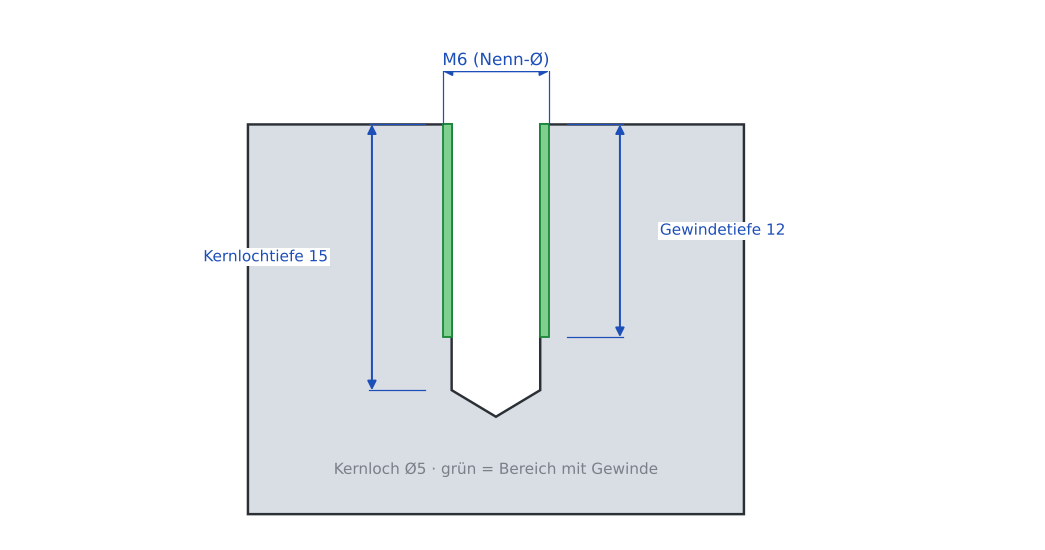 M6 (Nenn-Ø)
Gewindetiefe 12
Kernlochtiefe 15
Kernloch Ø5 · grün = Bereich mit Gewinde